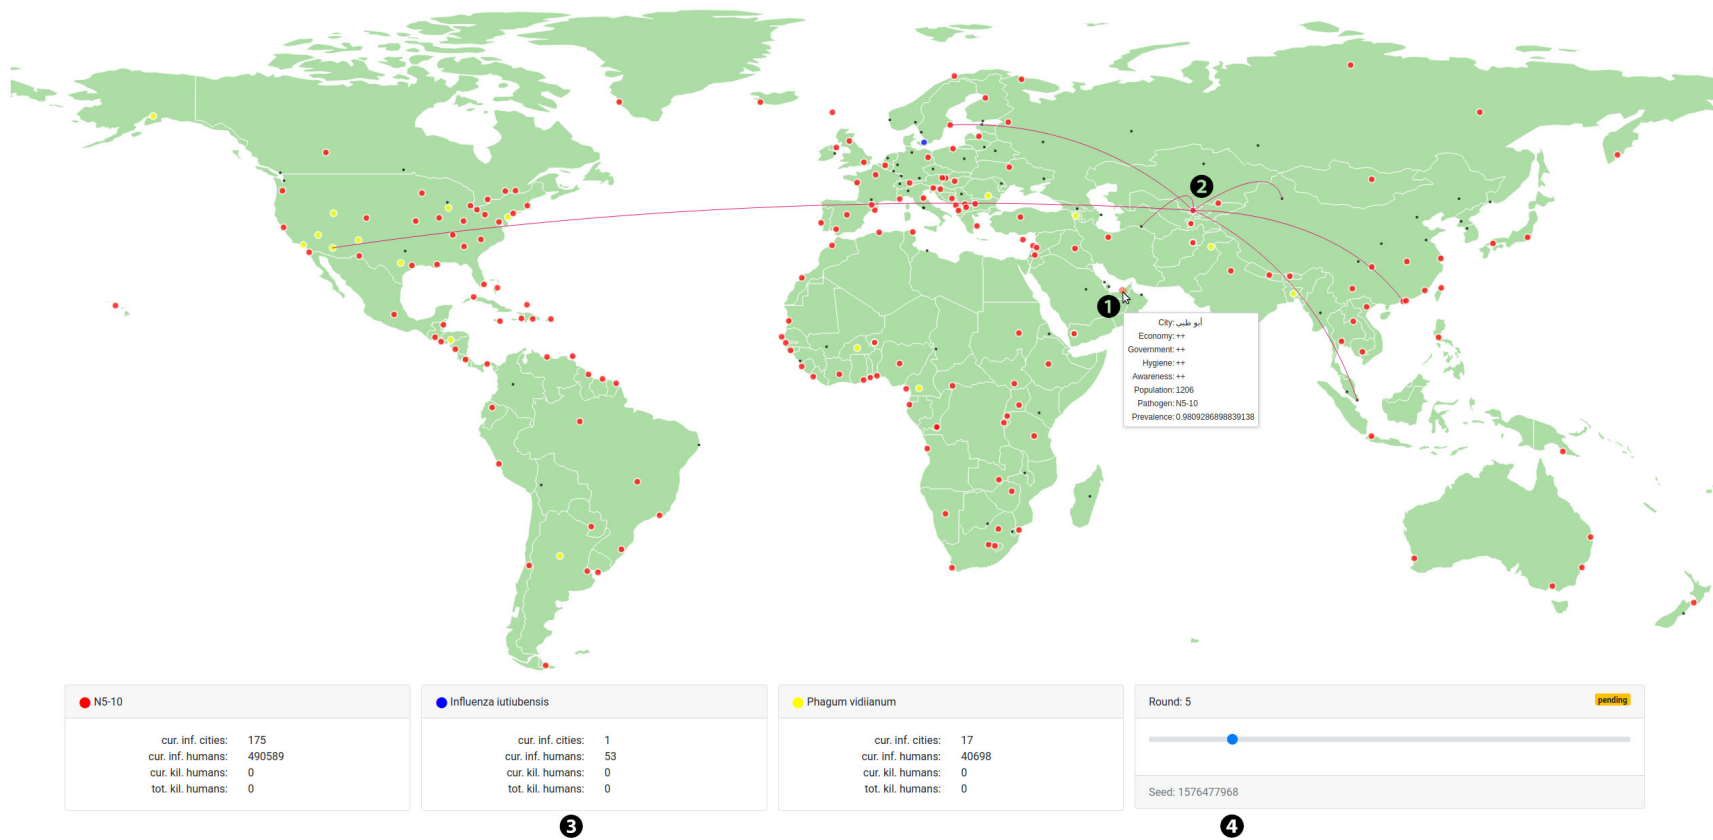 2
1
City: أبو ظبي
Economy: ++
Government: ++
Hygiene: ++
Awareness: ++
Population: 1206
Pathogen: N5-10
Prevalence: 0.9809286898839138
N5-10
cur. inf. cities: 175
cur. inf. humans: 490589
cur. kil. humans: 0
tot. kil. humans: 0
Influenza iutiubensis
cur. inf. cities: 1
cur. inf. humans: 53
cur. kil. humans: 0
tot. kil. humans: 0
Phagum vidiianum
cur. inf. cities: 17
cur. inf. humans: 40698
cur. kil. humans: 0
tot. kil. humans: 0
Round: 5 pending
Seed: 1576477968
3
4